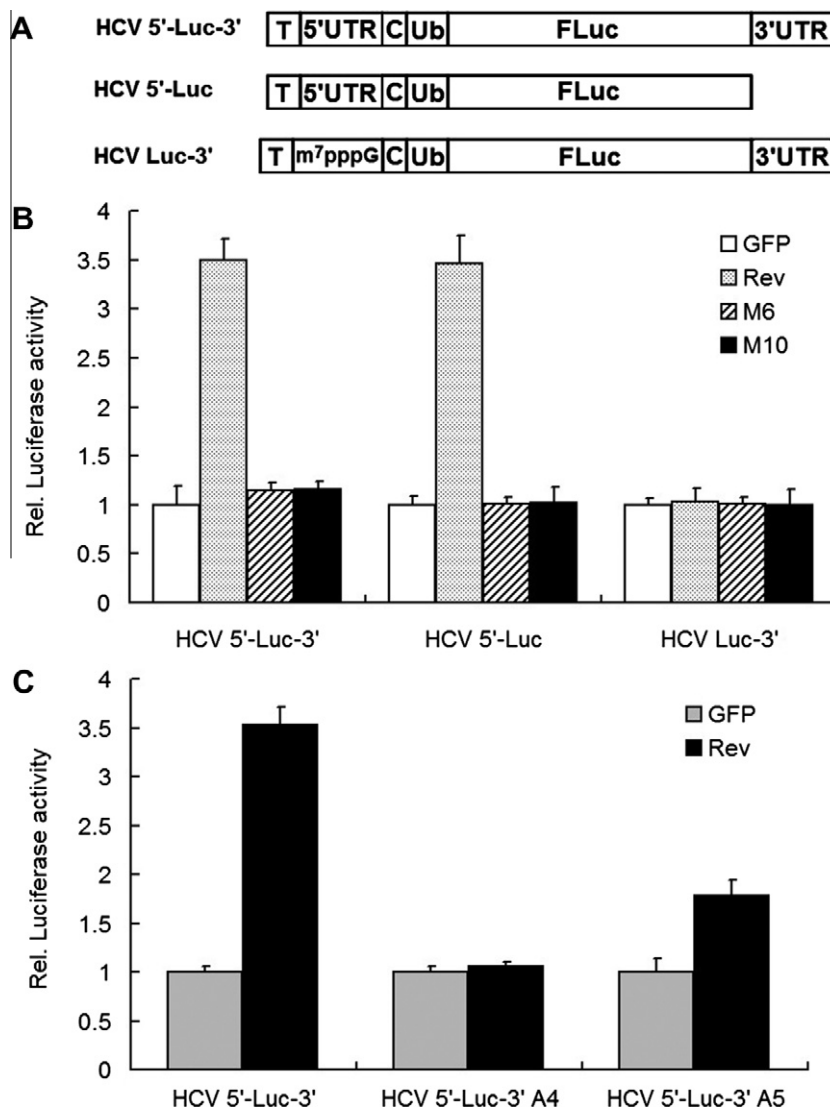 A
HCV 5'-Luc-3' T 5'UTR C Ub FLuc 3'UTR
HCV 5'-Luc T 5'UTR C Ub FLuc
HCV Luc-3' T m⁷pppG C Ub FLuc 3'UTR
B
Rel. Luciferase activity
4
3.5
3
2.5
2
1.5
1
0.5
0
GFP
Rev
M6
M10
HCV 5'-Luc-3' HCV 5'-Luc HCV Luc-3'
C
Rel. Luciferase activity
4
3.5
3
2.5
2
1.5
1
0.5
0
GFP
Rev
HCV 5'-Luc-3' HCV 5'-Luc-3' A4 HCV 5'-Luc-3' A5